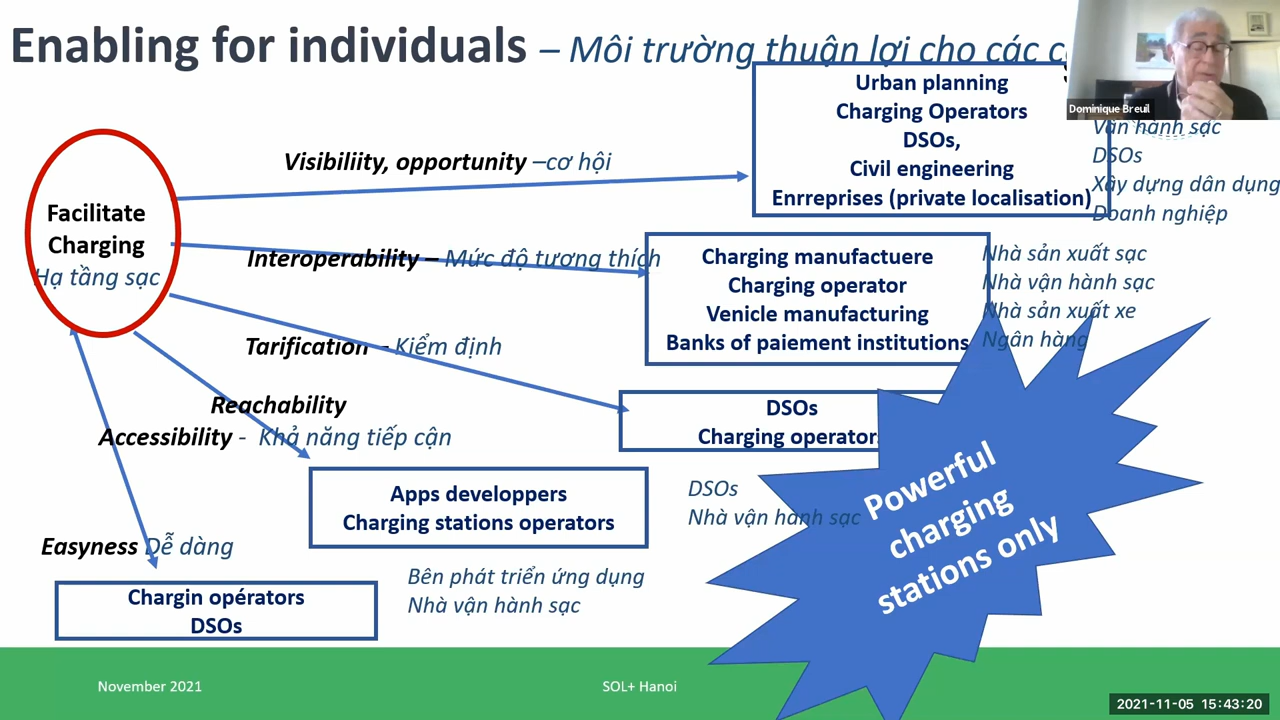 Enabling for individuals – Môi trường thuận lợi cho các
Dominique Breuil
Urban planning
Charging Operators
DSOs,
Civil engineering
Enrreprises (private localisation)
Vận hành sạc
DSOs
Xây dựng dân dụng
Doanh nghiệp
Visibiliity, opportunity –cơ hội
Facilitate
Charging
Hạ tầng sạc
Interoperability – Mức độ tương thích
Charging manufactuere
Charging operator
Venicle manufacturing
Banks of paiement institutions
Nhà sản xuất sạc
Nhà vận hành sạc
Nhà sản xuất xe
Ngân hàng
Tarification - Kiểm định
DSOs
Charging operators
Reachability
Accessibility - Khả năng tiếp cận
Apps developpers
Charging stations operators
DSOs
Nhà vận hành sạc
Powerful
charging
stations only
Easyness Dễ dàng
Bên phát triển ứng dụng
Nhà vận hành sạc
Chargin opérators
DSOs
November 2021
SOL+ Hanoi
2021-11-05 15:43:20